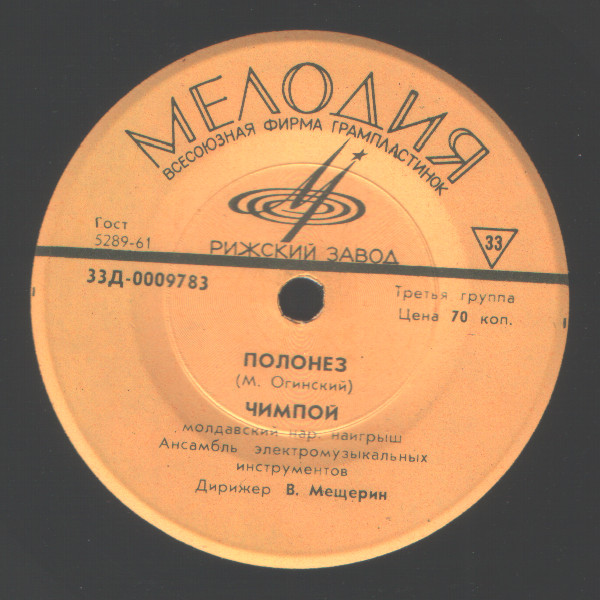 МЕЛОДИЯ
ВСЕСОЮЗНАЯ ФИРМА ГРАМПЛАСТИНОК
РИЖСКИЙ ЗАВОД
Гост
5289-61
33
33Д-0009783
Третья группа
Цена 70 коп.
ПОЛОНЕЗ
(М. Огинский)
ЧИМПОЙ
молдавский нар. наигрыш
Ансамбль электромузыкальных
инструментов
Дирижер В. Мещерин